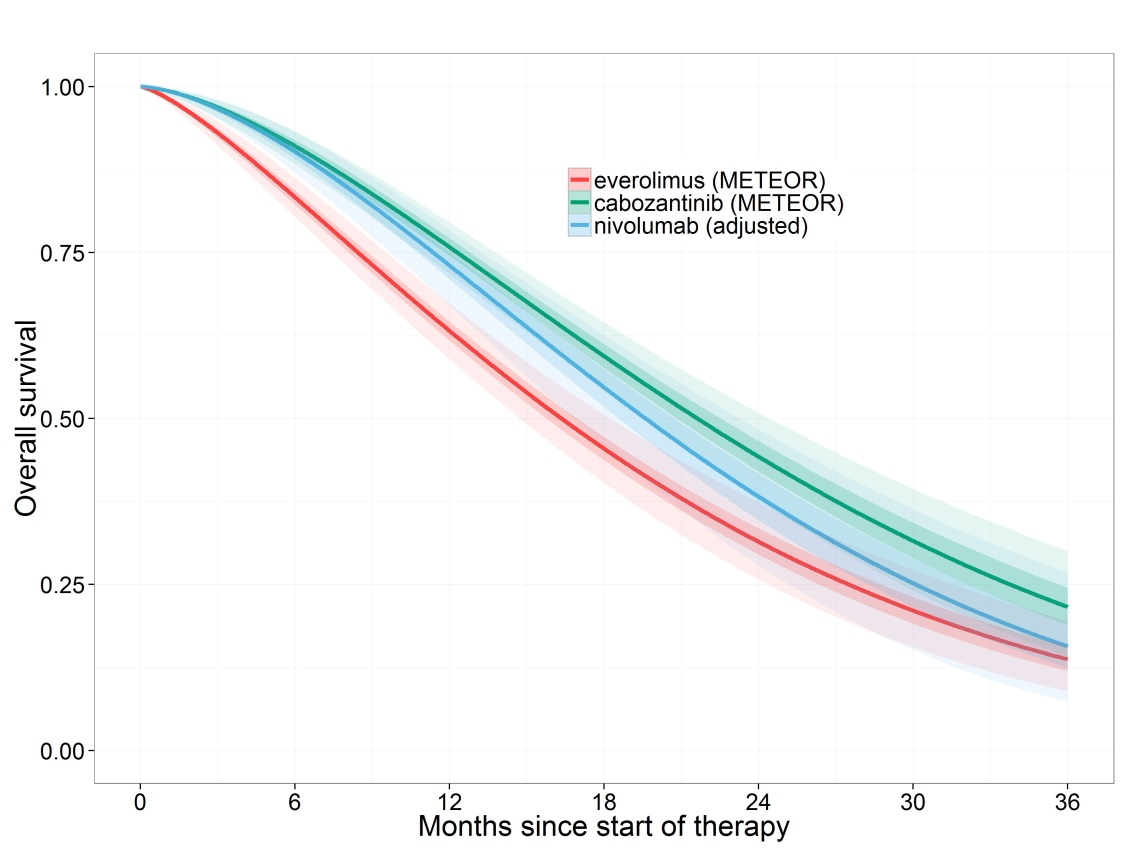 1.00
0.75
0.50
0.25
0.00
Overall survival
everolimus (METEOR)
cabozantinib (METEOR)
nivolumab (adjusted)
0 6 12 18 24 30 36
Months since start of therapy